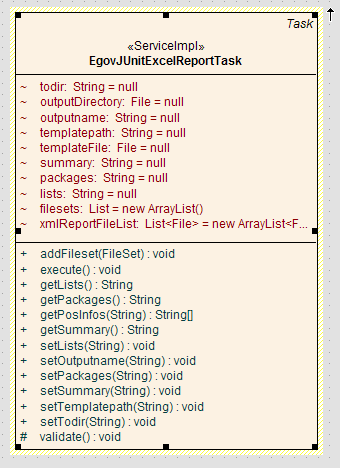 Task
«ServiceImpl»
EgovJUnitExcelReportTask
~ todir: String = null
~ outputDirectory: File = null
~ outputname: String = null
~ templatepath: String = null
~ templateFile: File = null
~ summary: String = null
~ packages: String = null
~ lists: String = null
~ filesets: List = new ArrayList()
~ xmlReportFileList: List<File> = new ArrayList<F...
+ addFileset(FileSet) : void
+ execute() : void
+ getLists() : String
+ getPackages() : String
+ getPosInfos(String) : String[]
+ getSummary() : String
+ setLists(String) : void
+ setOutputname(String) : void
+ setPackages(String) : void
+ setSummary(String) : void
+ setTemplatepath(String) : void
+ setTodir(String) : void
# validate() : void